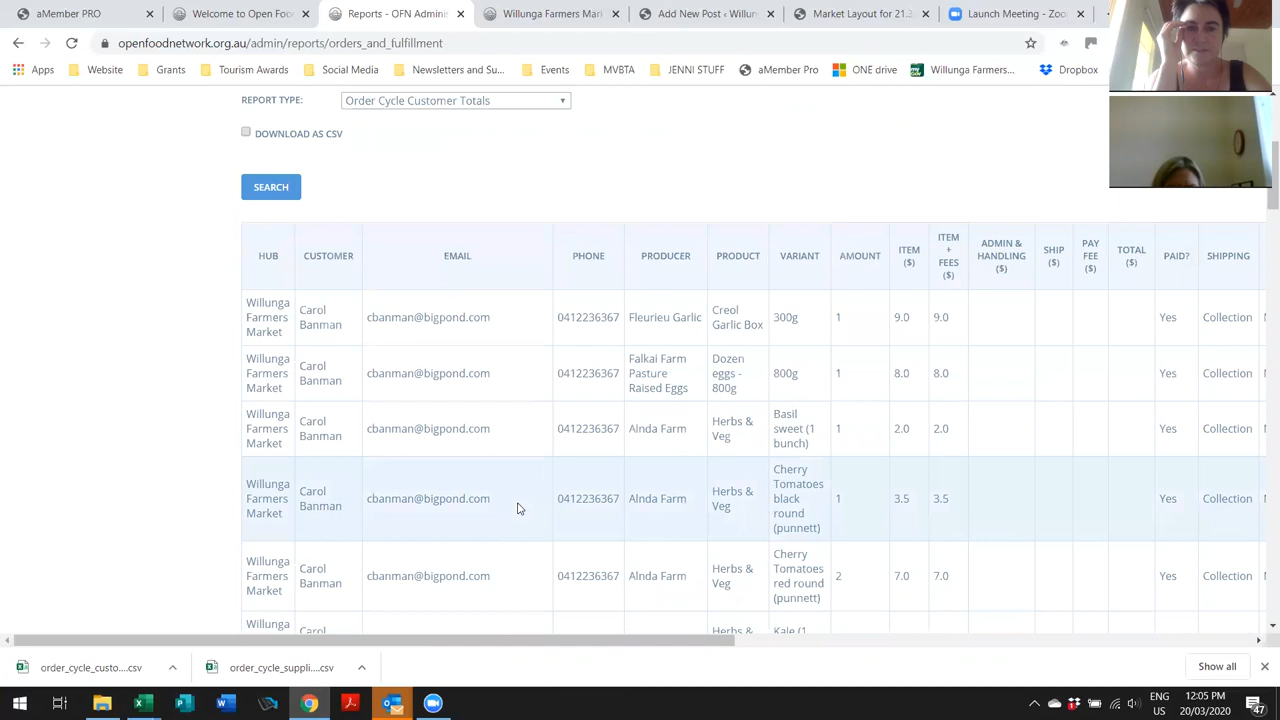 aMember PRO
Welcome to Open Foo
Reports - OFN Adminis
Willunga Farmers Mark
Add New Post ‹ Willun
Market Layout for 21.3
Launch Meeting - Zoo
openfoodnetwork.org.au/admin/reports/orders_and_fulfillment
Apps Website Grants Tourism Awards Social Media Newsletters and Su... Events MVBTA JENNI STUFF aMember Pro ONE drive Willunga Farmers... Dropbox
REPORT TYPE: Order Cycle Customer Totals
DOWNLOAD AS CSV
SEARCH
HUB CUSTOMER EMAIL PHONE PRODUCER PRODUCT VARIANT AMOUNT ITEM ($) ITEM + FEES ($) ADMIN & HANDLING ($) SHIP ($) PAY FEE ($) TOTAL ($) PAID? SHIPPING
Willunga Farmers Market Carol Banman cbanman@bigpond.com 0412236367 Fleurieu Garlic Creol Garlic Box 300g 1 9.0 9.0 Yes Collection
Willunga Farmers Market Carol Banman cbanman@bigpond.com 0412236367 Falkai Farm Pasture Raised Eggs Dozen eggs - 800g 800g 1 8.0 8.0 Yes Collection
Willunga Farmers Market Carol Banman cbanman@bigpond.com 0412236367 Alnda Farm Herbs & Veg Basil sweet (1 bunch) 1 2.0 2.0 Yes Collection
Willunga Farmers Market Carol Banman cbanman@bigpond.com 0412236367 Alnda Farm Herbs & Veg Cherry Tomatoes black round (punnett) 1 3.5 3.5 Yes Collection
Willunga Farmers Market Carol Banman cbanman@bigpond.com 0412236367 Alnda Farm Herbs & Veg Cherry Tomatoes red round (punnett) 2 7.0 7.0 Yes Collection
Willunga Carol Herbs & Kale (1
order_cycle_custo....csv order_cycle_suppli....csv Show all
ENG 12:05 PM
US 20/03/2020 47